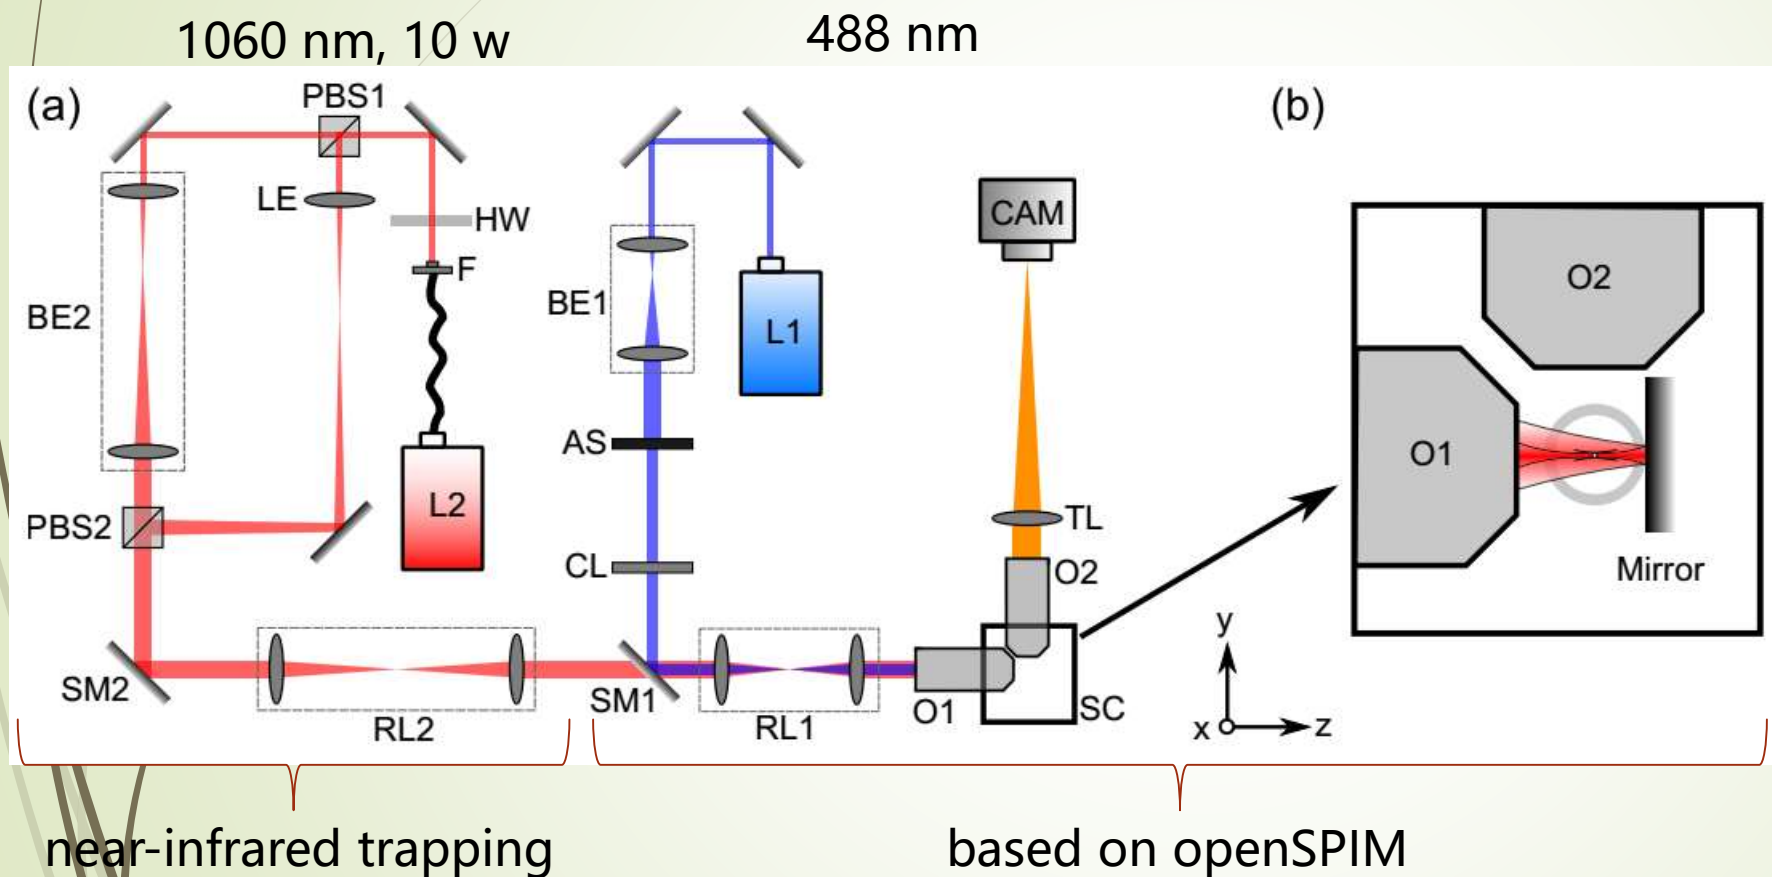 1060 nm, 10 w
488 nm
(a)
PBS1
(b)
LE
HW
F
BE2
L2
PBS2
SM2
RL2
BE1
L1
AS
CL
SM1
RL1
CAM
TL
O2
O1
SC
y
x
z
O2
O1
Mirror
near-infrared trapping
based on openSPIM